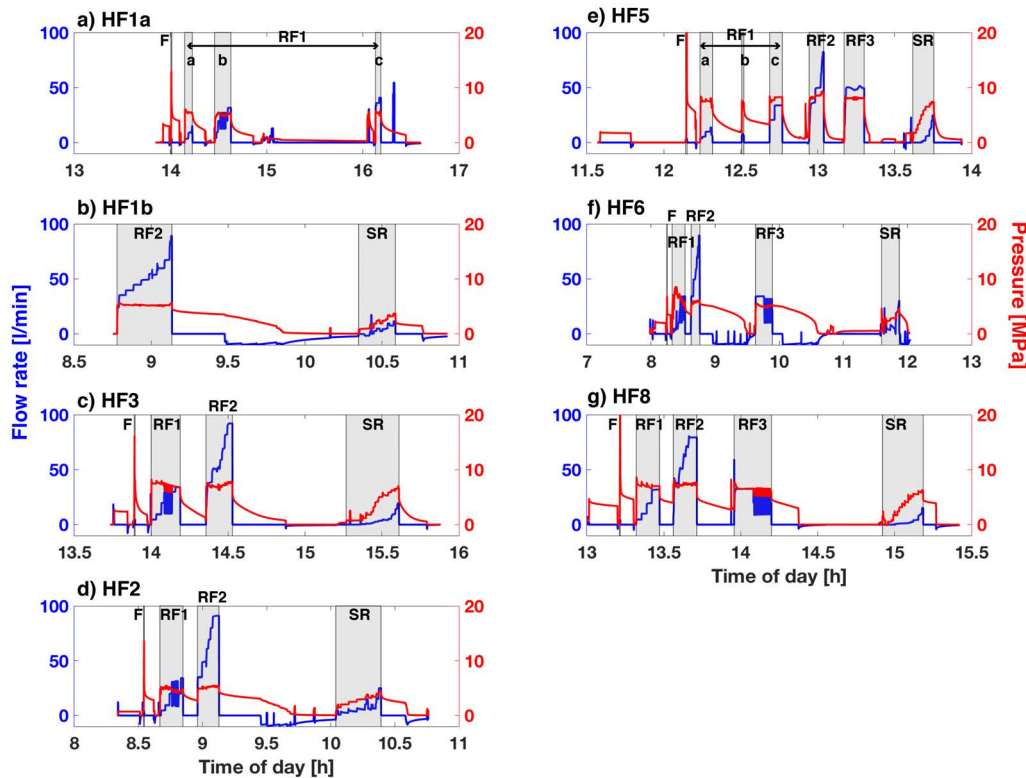 a) HF1a
100
50
0
F
RF1
a
b
c
20
10
0
13
14
15
16
17
b) HF1b
100
50
0
RF2
SR
20
10
0
8.5
9
9.5
10
10.5
11
c) HF3
100
50
0
F
RF1
RF2
SR
20
10
0
13.5
14
14.5
15
15.5
16
d) HF2
100
50
0
F
RF1
RF2
SR
20
10
0
8
8.5
9
9.5
10
10.5
11
Time of day [h]
Flow rate [l/min]
e) HF5
100
50
0
F
RF1
a
b
c
RF2
RF3
SR
20
10
0
11.5
12
12.5
13
13.5
14
f) HF6
100
50
0
F
RF1
RF2
RF3
SR
20
10
0
7
8
9
10
11
12
13
g) HF8
100
50
0
F
RF1
RF2
RF3
SR
20
10
0
13
13.5
14
14.5
15
15.5
Time of day [h]
Pressure [MPa]